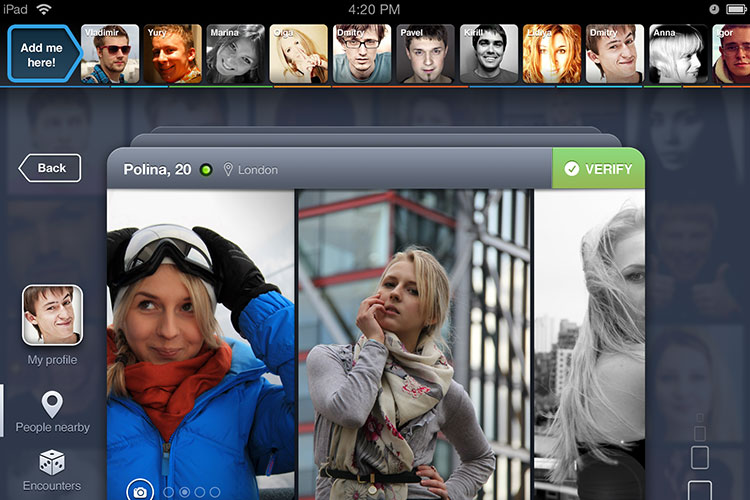 iPad 4:20 PM
Add me
here!
Vladimir Yury Marina Olga Dmitry Pavel Kirill Lidiya Dmitry Anna Igor
Back
Polina, 20 London VERIFY
My profile
People nearby
Encounters